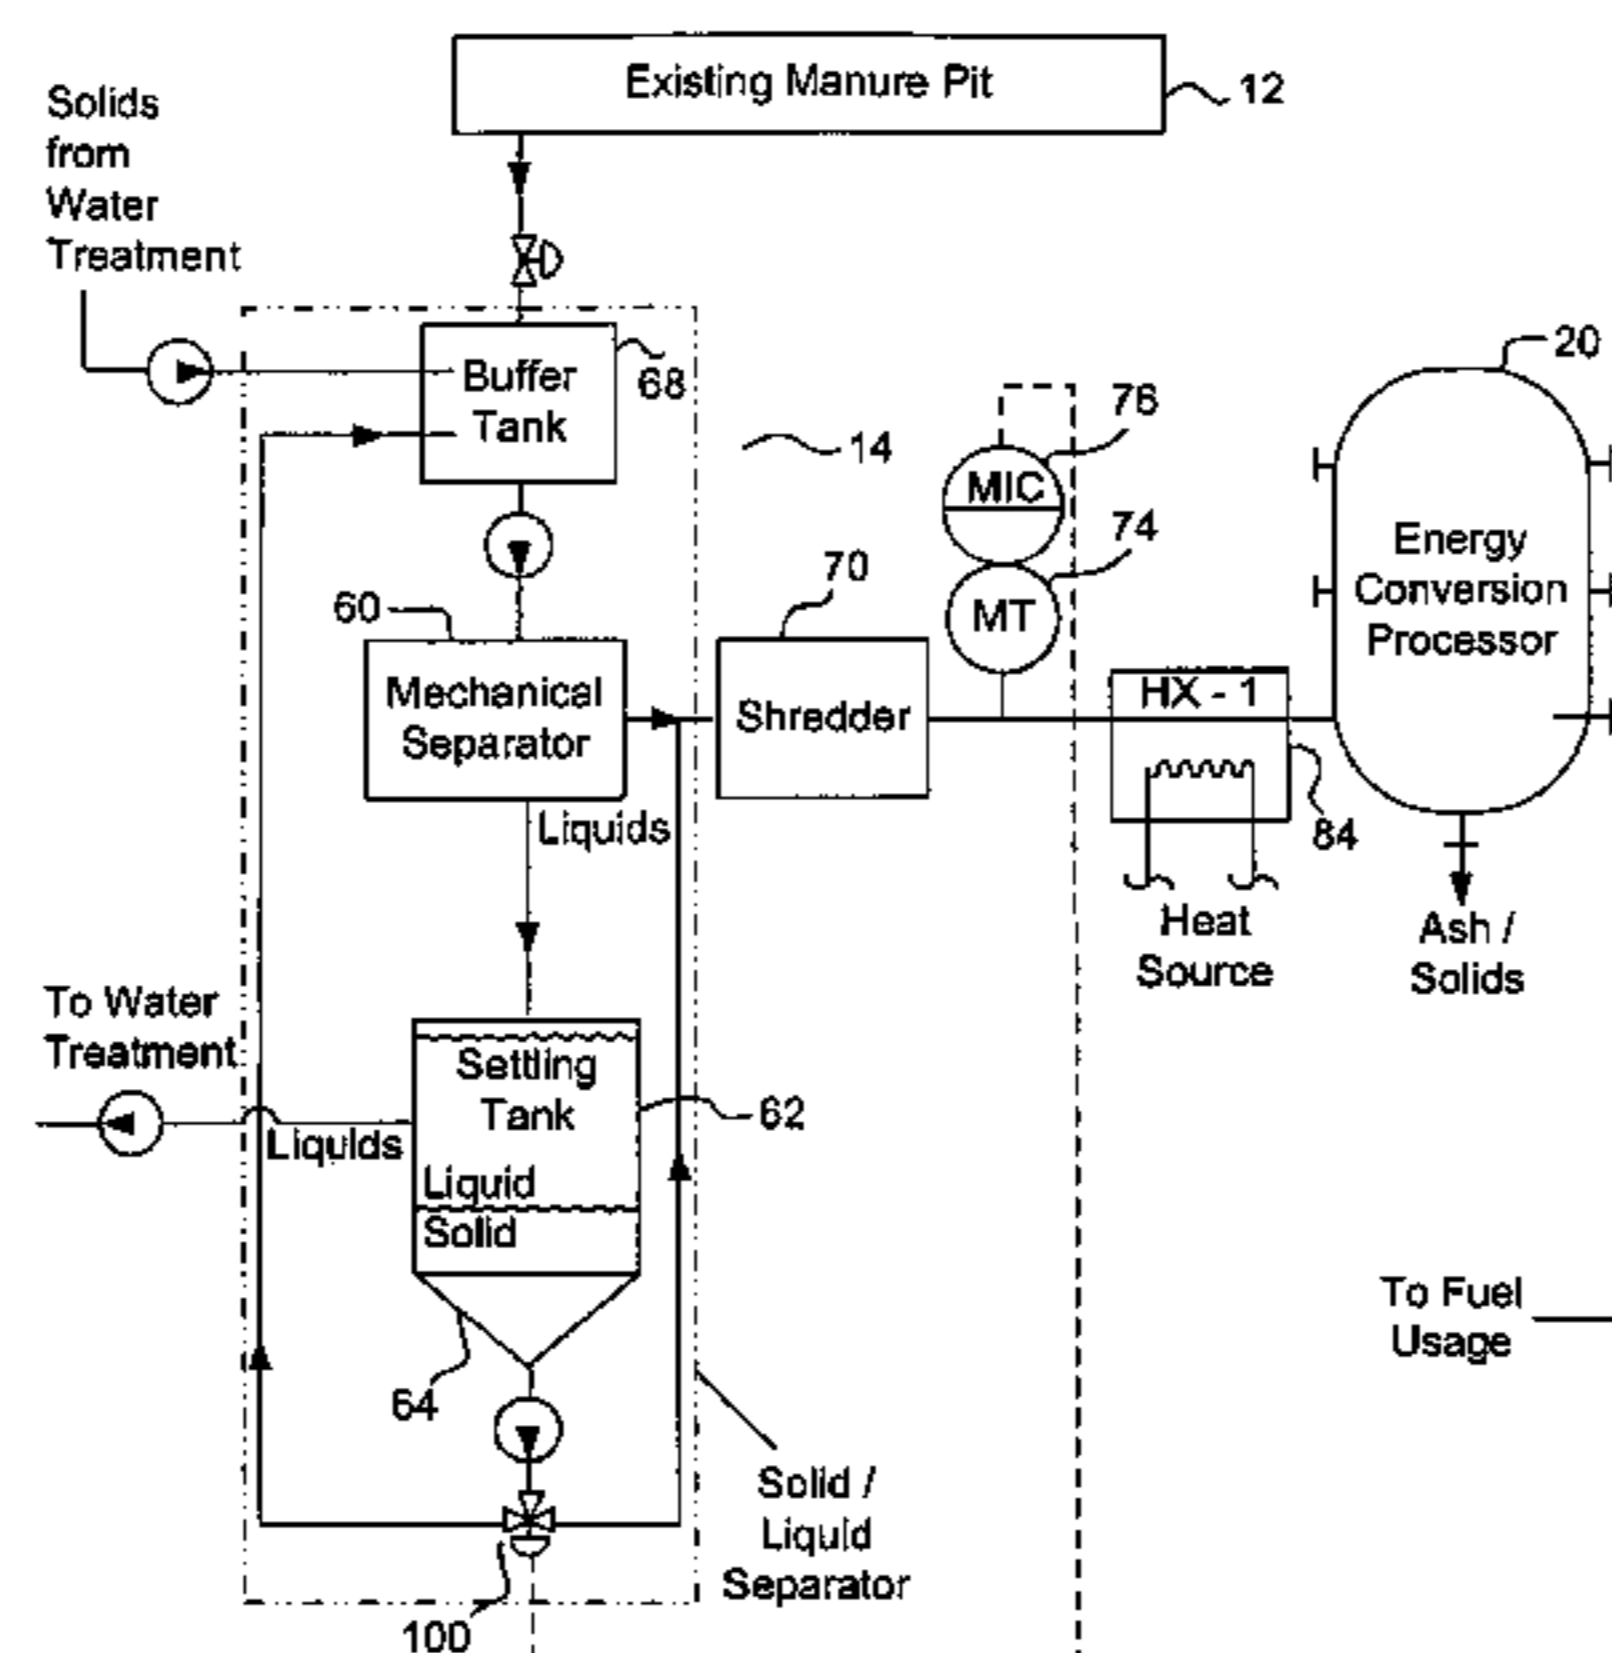 Existing Manure Pit
12
Solids
from
Water
Treatment
Buffer
Tank
68
14
20
76
MIC
74
MT
70
60
Mechanical
Separator
Shredder
HX - 1
Energy
Conversion
Processor
84
Liquids
Heat
Source
Ash /
Solids
To Water
Treatment
Liquids
Settling
Tank
62
Liquid
Solid
64
To Fuel
Usage
Solid /
Liquid
Separator
100